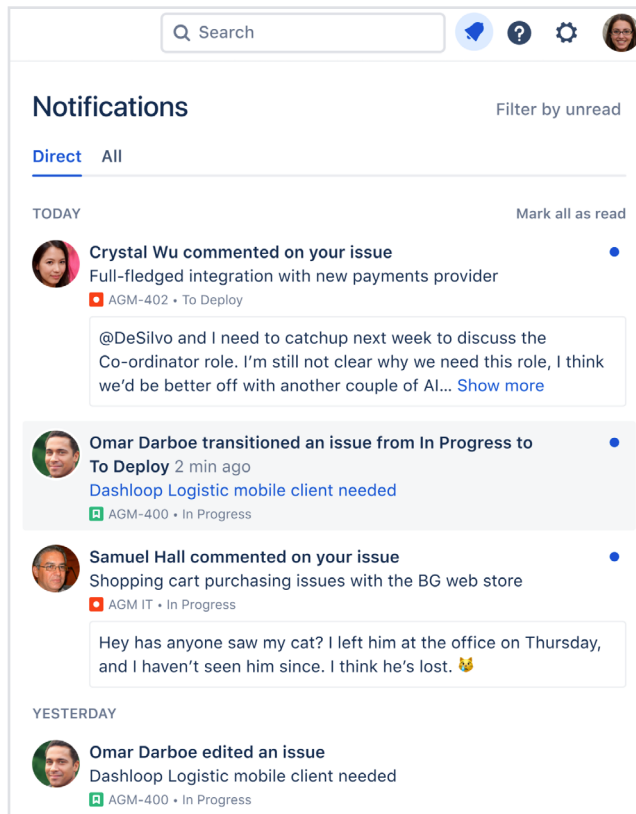 Search
Notifications
Filter by unread
Direct All
TODAY
Mark all as read
Crystal Wu commented on your issue
Full-fledged integration with new payments provider
AGM-402 • To Deploy
@DeSilvo and I need to catchup next week to discuss the
Co-ordinator role. I’m still not clear why we need this role, I think
we’d be better off with another couple of AI... Show more
Omar Darboe transitioned an issue from In Progress to
To Deploy 2 min ago
Dashloop Logistic mobile client needed
AGM-400 • In Progress
Samuel Hall commented on your issue
Shopping cart purchasing issues with the BG web store
AGM IT • In Progress
Hey has anyone saw my cat? I left him at the office on Thursday,
and I haven’t seen him since. I think he’s lost. 😿
YESTERDAY
Omar Darboe edited an issue
Dashloop Logistic mobile client needed
AGM-400 • In Progress